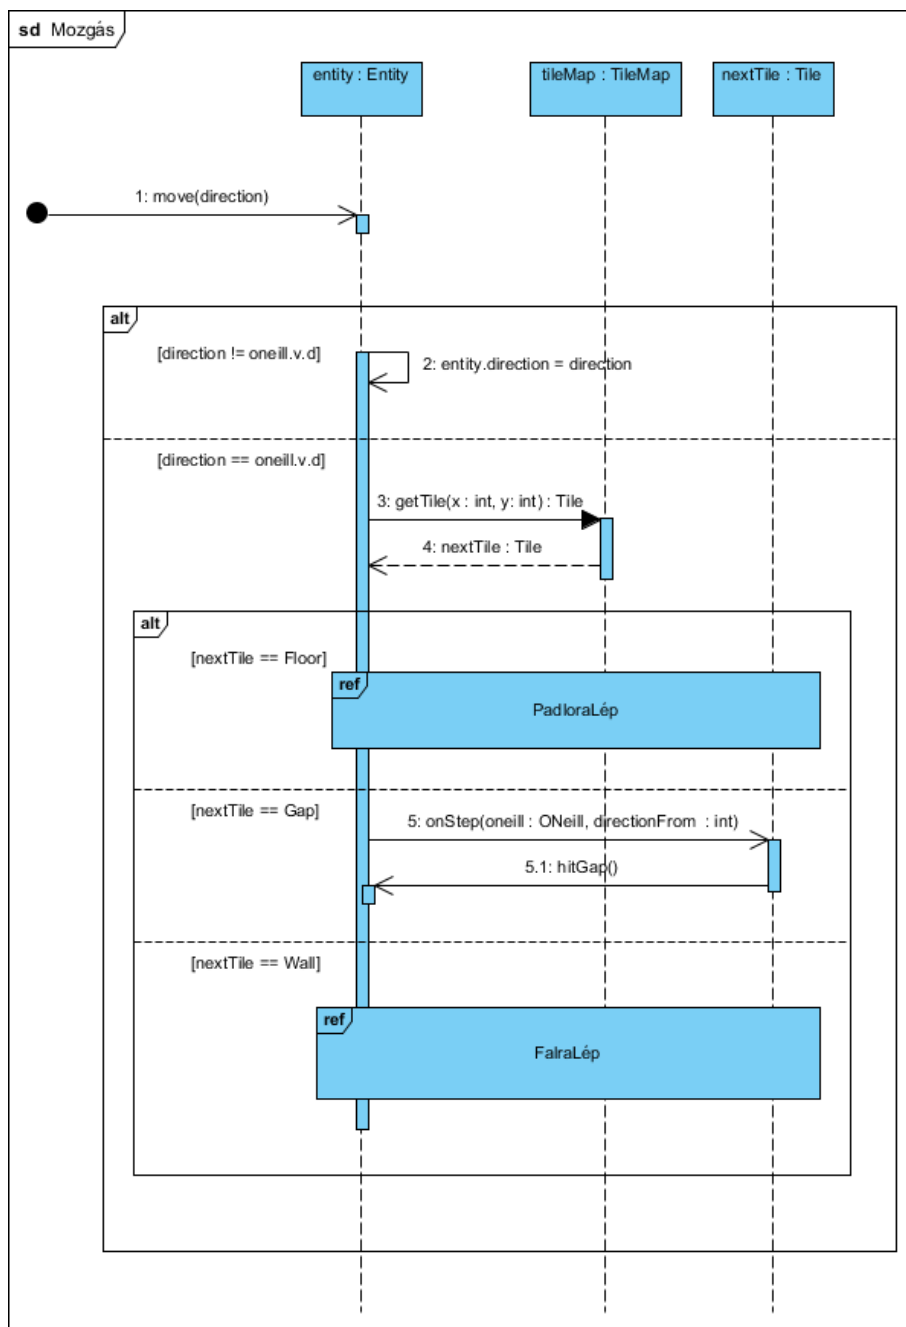 sd Mozgás
entity : Entity
tileMap : TileMap
nextTile : Tile
1: move(direction)
alt
[direction != oneill.v.d]
2: entity.direction = direction
[direction == oneill.v.d]
3: getTile(x : int, y: int) : Tile
4: nextTile : Tile
alt
[nextTile == Floor]
ref
PadloraLép
[nextTile == Gap]
5: onStep(oneill : ONeill, directionFrom : int)
5.1: hitGap()
[nextTile == Wall]
ref
FalraLép